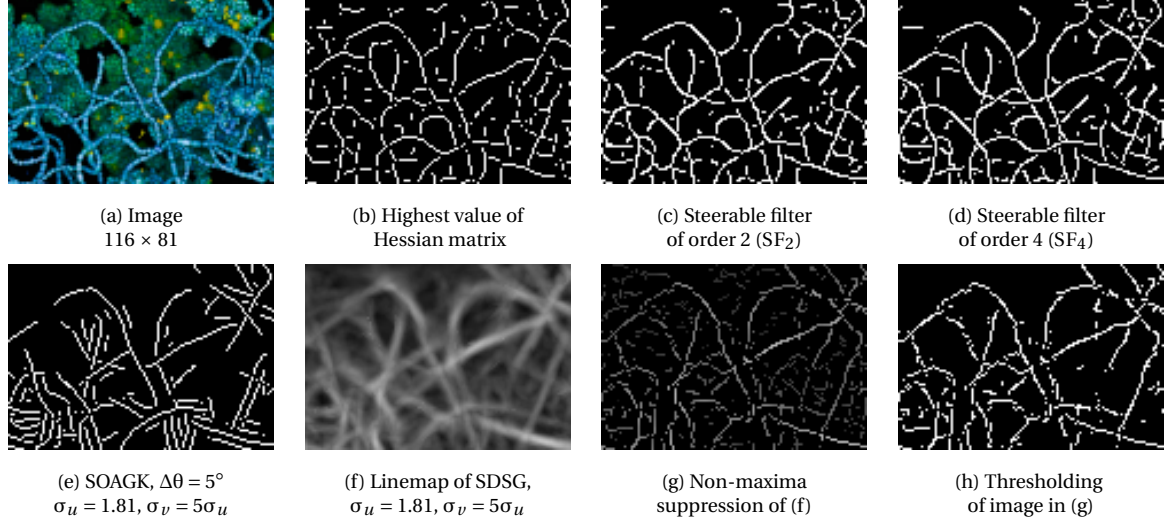 (a) Image
116 × 81
(b) Highest value of
Hessian matrix
(c) Steerable filter
of order 2 (SF₂)
(d) Steerable filter
of order 4 (SF₄)
(e) SOAGK, Δθ = 5°
σᵤ = 1.81, σᵥ = 5σᵤ
(f) Linemap of SDSG,
σᵤ = 1.81, σᵥ = 5σᵤ
(g) Non-maxima
suppression of (f)
(h) Thresholding
of image in (g)